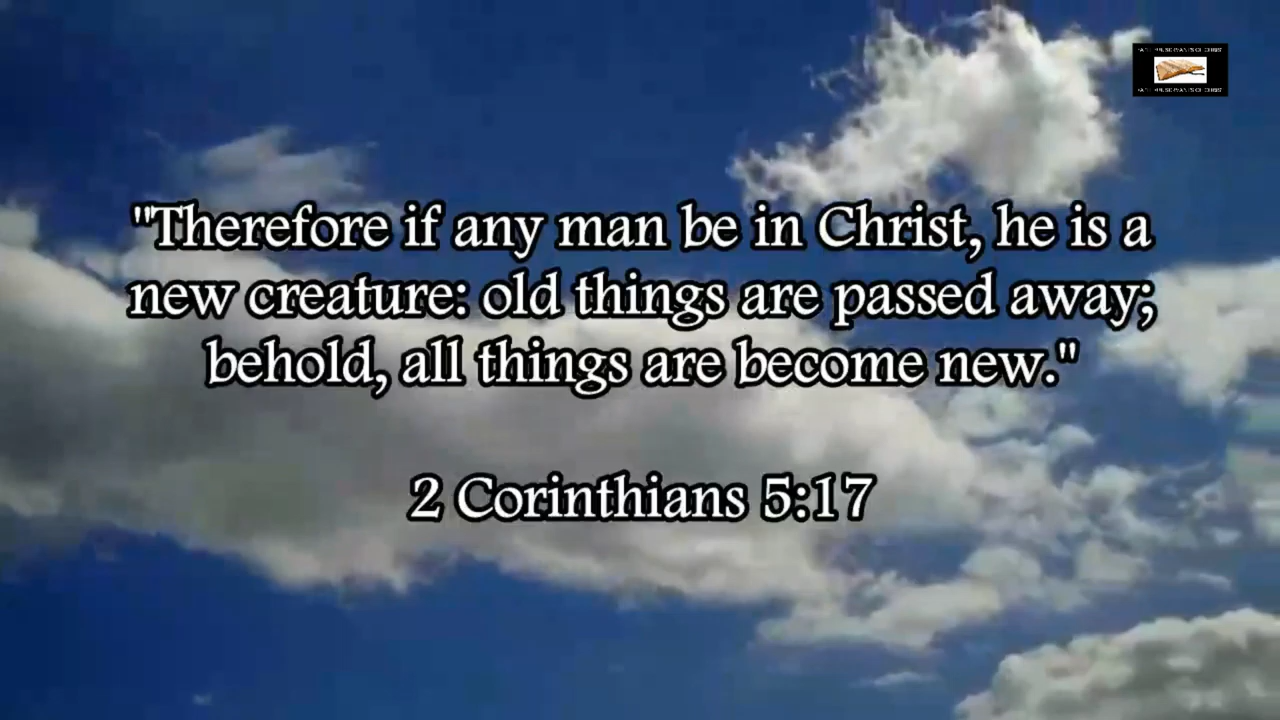 "Therefore if any man be in Christ, he is a
new creature: old things are passed away;
behold, all things are become new."
2 Corinthians 5:17